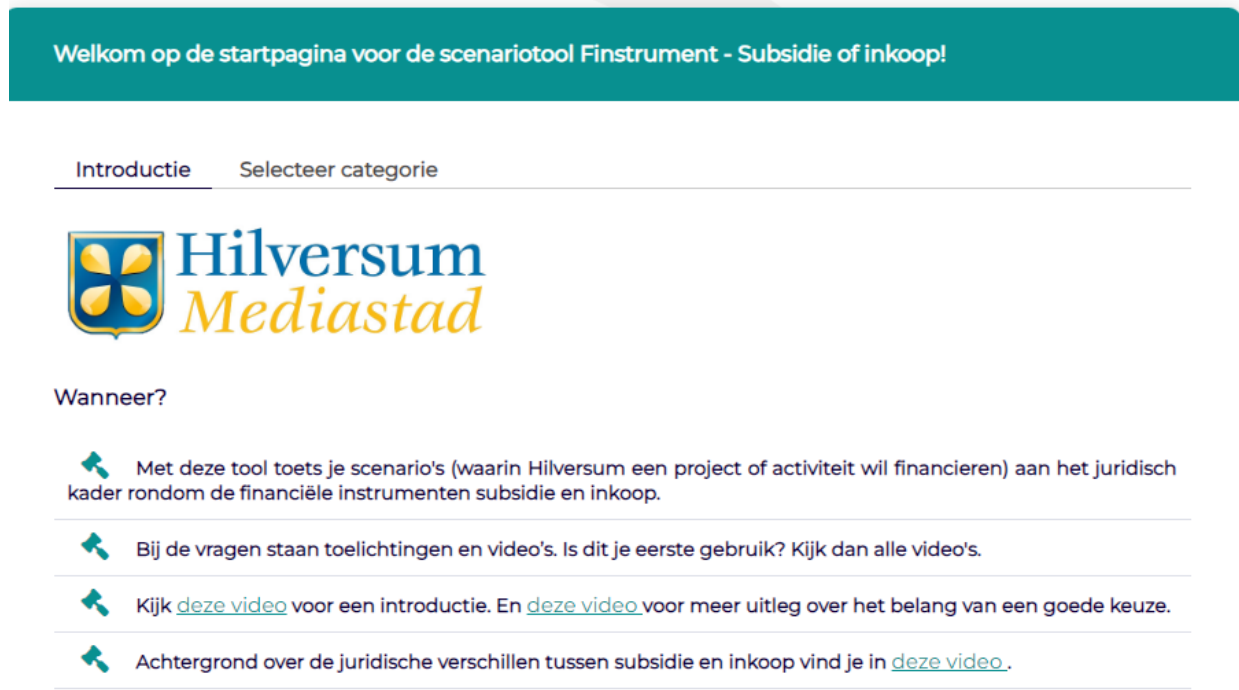 Welkom op de startpagina voor de scenariotool Finstrument - Subsidie of inkoop!
Introductie Selecteer categorie
Hilversum
Mediastad
Wanneer?
Met deze tool toets je scenario's (waarin Hilversum een project of activiteit wil financieren) aan het juridisch
kader rondom de financiële instrumenten subsidie en inkoop.
Bij de vragen staan toelichtingen en video's. Is dit je eerste gebruik? Kijk dan alle video's.
Kijk deze video voor een introductie. En deze video voor meer uitleg over het belang van een goede keuze.
Achtergrond over de juridische verschillen tussen subsidie en inkoop vind je in deze video .